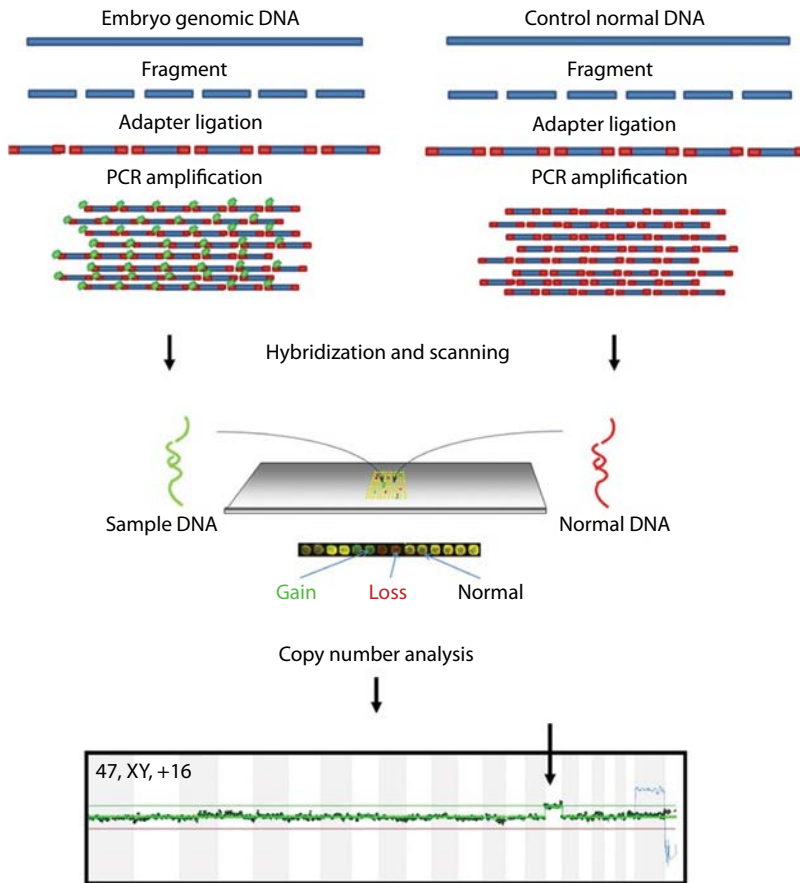 Embryo genomic DNA
Control normal DNA
Fragment
Fragment
Adapter ligation
Adapter ligation
PCR amplification
PCR amplification
Hybridization and scanning
Sample DNA
Normal DNA
Gain
Loss
Normal
Copy number analysis
47, XY, +16